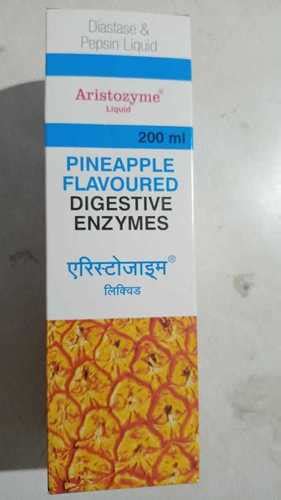 Diastase &
Pepsin Liquid
Aristozyme®
Liquid
200 ml
PINEAPPLE
FLAVOURED
DIGESTIVE
ENZYMES
एरिस्टोजाइम®
लिक्विड